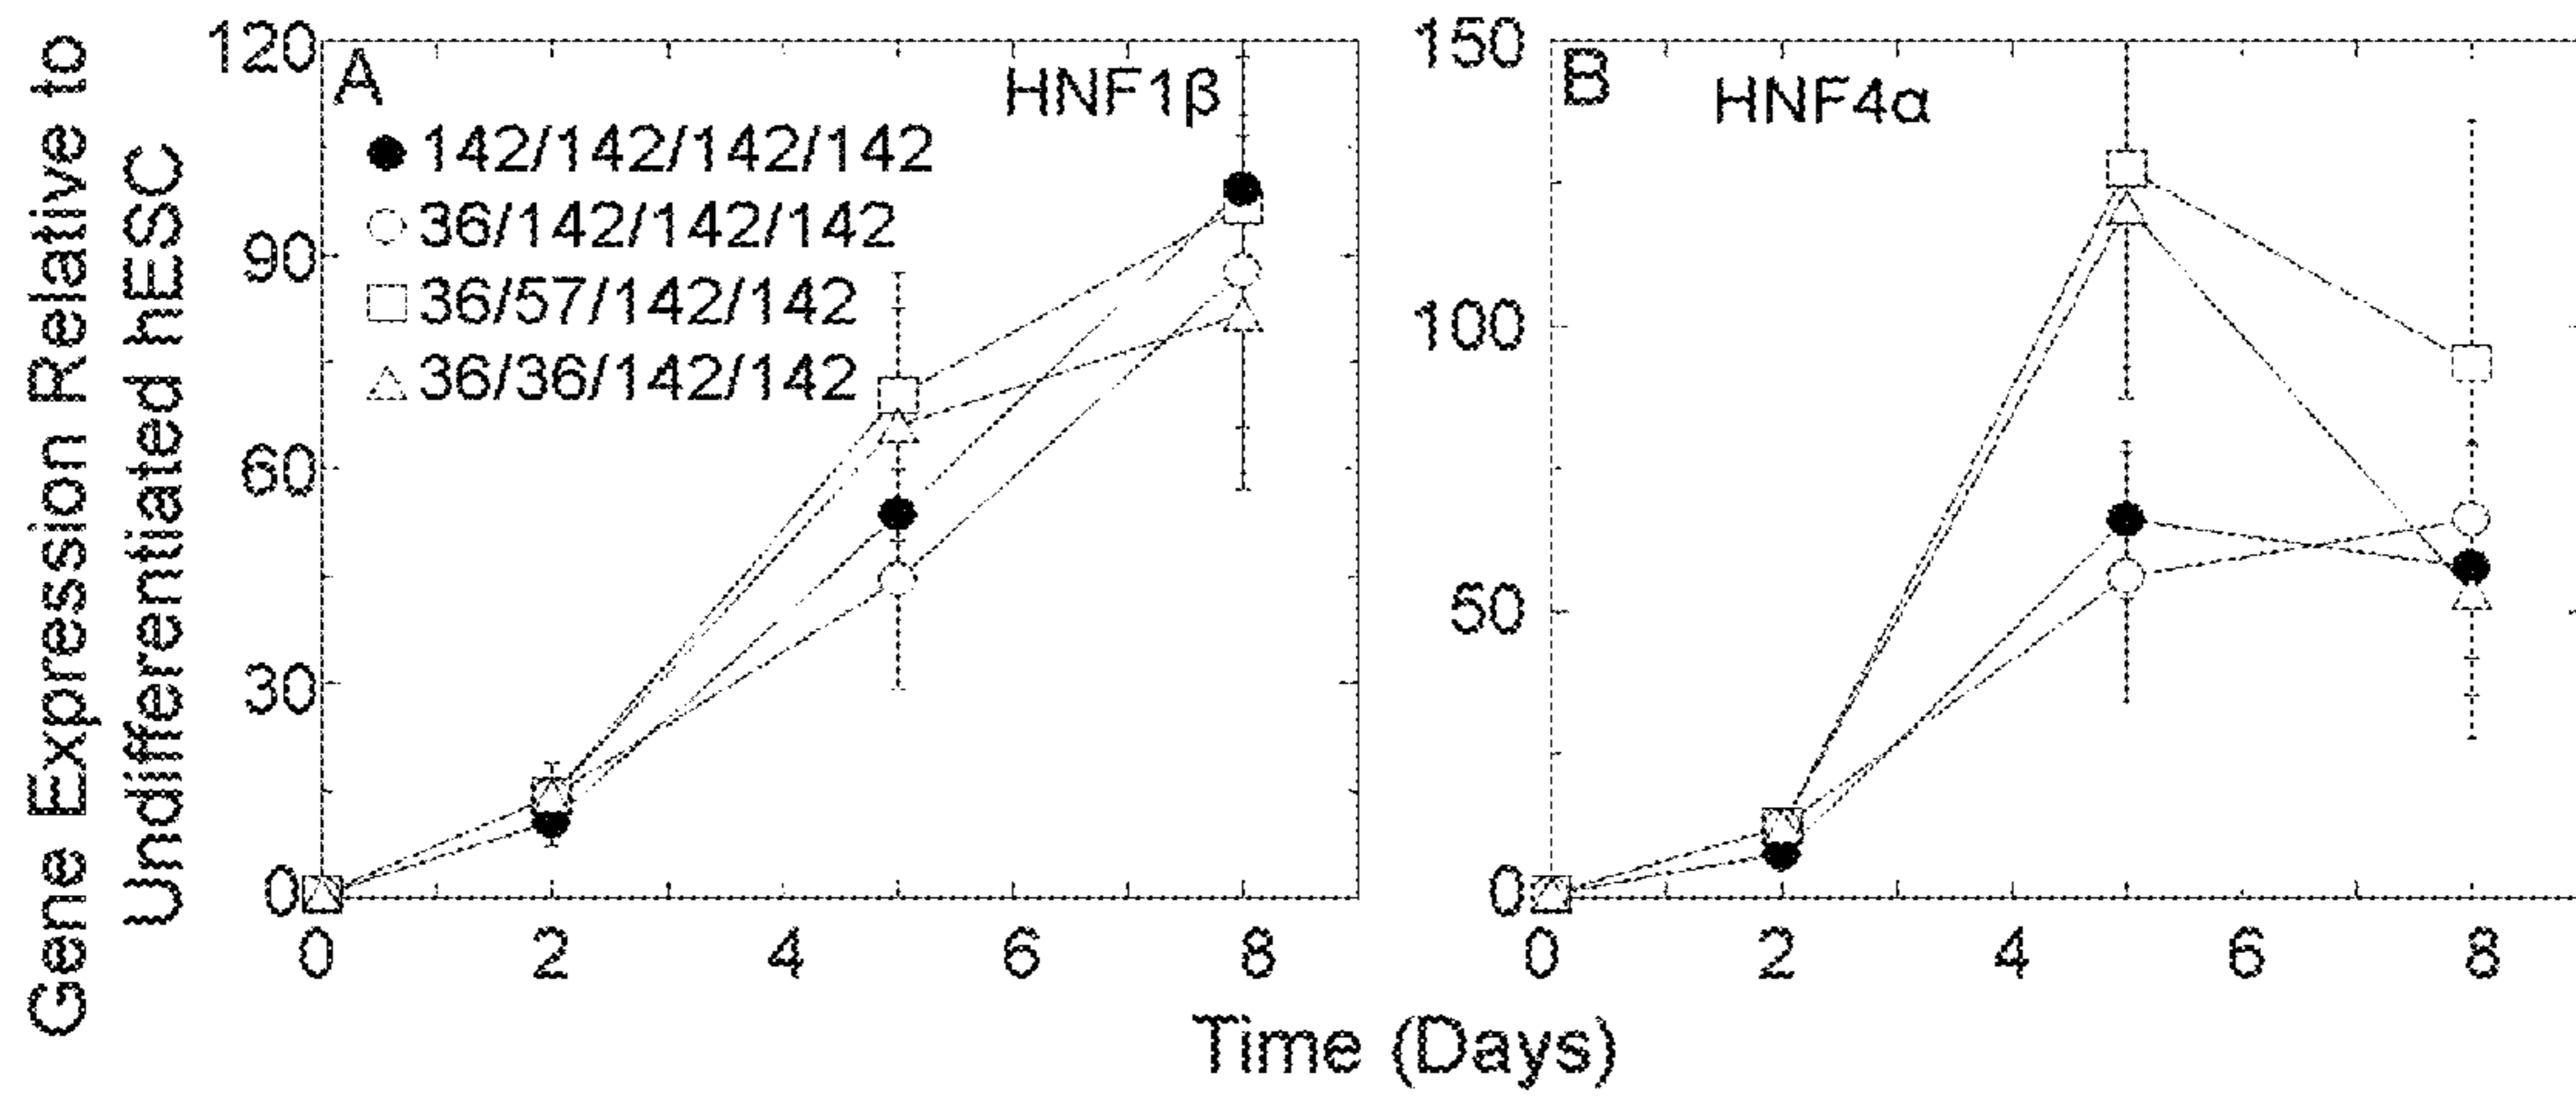 Gene Expression Relative to
Undifferentiated hESC
A
HNF1β
142/142/142/142
36/142/142/142
36/57/142/142
36/36/142/142
120
90
60
30
0
0 2 4 6 8
B
HNF4α
150
100
50
0
0 2 4 6 8
Time (Days)